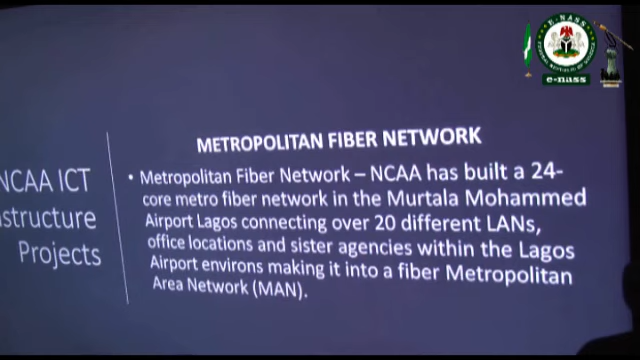 E-NASS
e-nass
METROPOLITAN FIBER NETWORK
NCAA ICT
astructure
Projects
• Metropolitan Fiber Network – NCAA has built a 24-
core metro fiber network in the Murtala Mohammed
Airport Lagos connecting over 20 different LANs,
office locations and sister agencies within the Lagos
Airport environs making it into a fiber Metropolitan
Area Network (MAN).